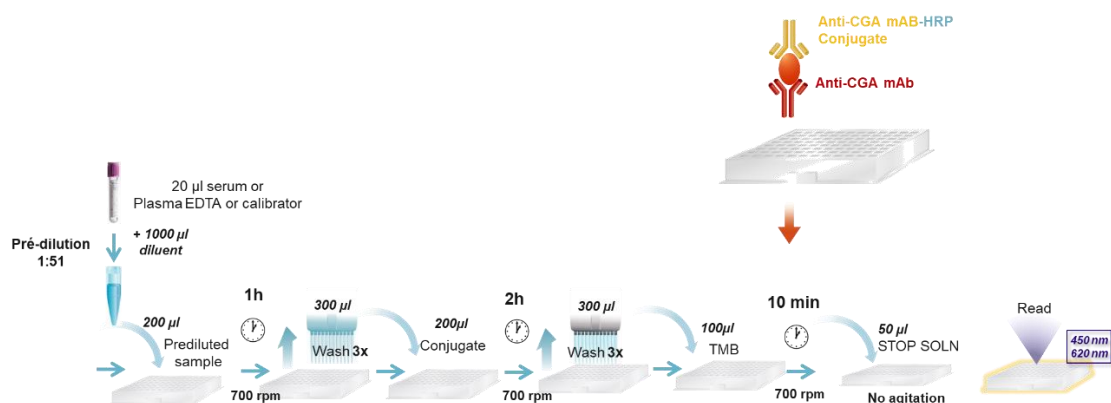 Anti-CGA mAB-HRP
Conjugate
Anti-CGA mAb
20 µl serum or
Plasma EDTA or calibrator
+ 1000 µl
diluent
Pré-dilution
1:51
200 µl
Prediluted
sample
1h
700 rpm
300 µl
Wash 3x
200µl
Conjugate
2h
700 rpm
300 µl
Wash 3x
100µl
TMB
10 min
700 rpm
50 µl
STOP SOLN
No agitation
Read
450 nm
620 nm